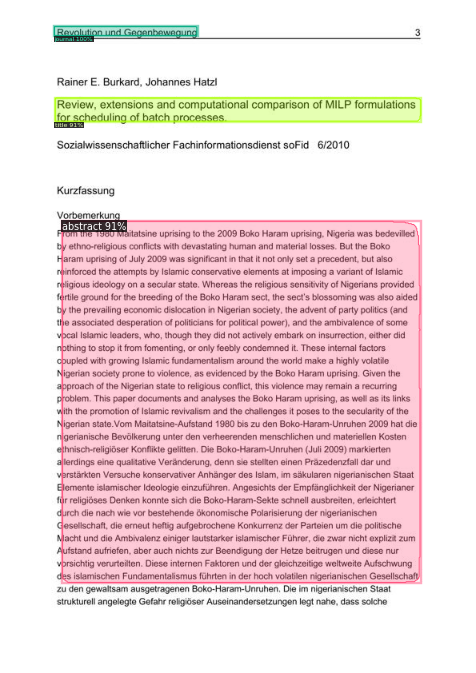 Revolution und Gegenbewegung 3
journal 100%
Rainer E. Burkard, Johannes Hatzl
Review, extensions and computational comparison of MILP formulations
for scheduling of batch processes.
title 91%
Sozialwissenschaftlicher Fachinformationsdienst soFid 6/2010
Kurzfassung
Vorbemerkung
abstract 91%
From the 1980 Maitatsine uprising to the 2009 Boko Haram uprising, Nigeria was bedevilled
by ethno-religious conflicts with devastating human and material losses. But the Boko
Haram uprising of July 2009 was significant in that it not only set a precedent, but also
reinforced the attempts by Islamic conservative elements at imposing a variant of Islamic
religious ideology on a secular state. Whereas the religious sensitivity of Nigerians provided
fertile ground for the breeding of the Boko Haram sect, the sect's blossoming was also aided
by the prevailing economic dislocation in Nigerian society, the advent of party politics (and
the associated desperation of politicians for political power), and the ambivalence of some
vocal Islamic leaders, who, though they did not actively embark on insurrection, either did
nothing to stop it from fomenting, or only feebly condemned it. These internal factors
coupled with growing Islamic fundamentalism around the world make a highly volatile
Nigerian society prone to violence, as evidenced by the Boko Haram uprising. Given the
approach of the Nigerian state to religious conflict, this violence may remain a recurring
problem. This paper documents and analyses the Boko Haram uprising, as well as its links
with the promotion of Islamic revivalism and the challenges it poses to the secularity of the
Nigerian state.Vom Maitatsine-Aufstand 1980 bis zu den Boko-Haram-Unruhen 2009 hat die
nigerianische Bevölkerung unter den verheerenden menschlichen und materiellen Kosten
ethnisch-religiöser Konflikte gelitten. Die Boko-Haram-Unruhen (Juli 2009) markierten
allerdings eine qualitative Veränderung, denn sie stellten einen Präzedenzfall dar und
verstärkten Versuche konservativer Anhänger des Islam, im säkularen nigerianischen Staat
Elemente islamischer Ideologie einzuführen. Angesichts der Empfänglichkeit der Nigerianer
für religiöses Denken konnte sich die Boko-Haram-Sekte schnell ausbreiten, erleichtert
durch die nach wie vor bestehende ökonomische Polarisierung der nigerianischen
Gesellschaft, die erneut heftig aufgebrochene Konkurrenz der Parteien um die politische
Macht und die Ambivalenz einiger lautstarker islamischer Führer, die zwar nicht explizit zum
Aufstand aufriefen, aber auch nichts zur Beendigung der Hetze beitrugen und diese nur
vorsichtig verurteilten. Diese internen Faktoren und der gleichzeitige weltweite Aufschwung
des islamischen Fundamentalismus führten in der hoch volatilen nigerianischen Gesellschaft
zu den gewaltsam ausgetragenen Boko-Haram-Unruhen. Die im nigerianischen Staat
strukturell angelegte Gefahr religiöser Auseinandersetzungen legt nahe, dass solche